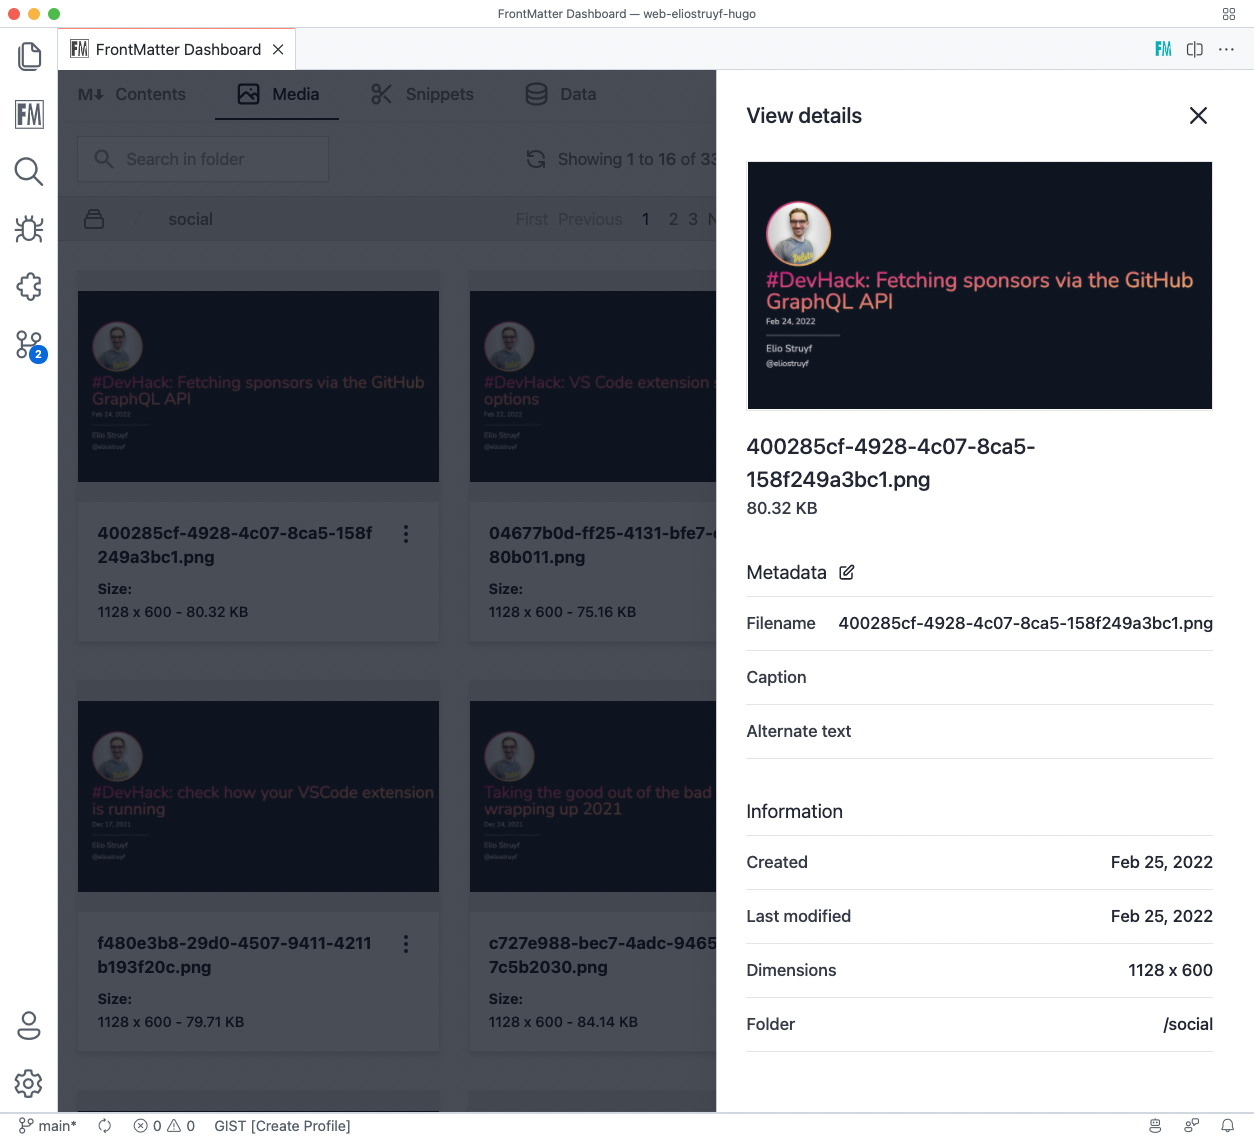 FrontMatter Dashboard — web-eliostruyf-hugo
FM FrontMatter Dashboard
FM
FM
2
M Contents
Media
Snippets
Data
Search in folder
Showing 1 to 16 of 33
social
First Previous 1 2 3 N
#DevHack: Fetching sponsors via the GitHub
GraphQL API
Feb 24, 2022
Elio Struyf
@eliostruyf
400285cf-4928-4c07-8ca5-158f
249a3bc1.png
Size:
1128 x 600 - 80.32 KB
#DevHack: VS Code extension s
options
Feb 22, 2022
Elio Struyf
@eliostruyf
04677b0d-ff25-4131-bfe7-
80b011.png
Size:
1128 x 600 - 75.16 KB
#DevHack: check how your VSCode extension
is running
Dec 17, 2021
Elio Struyf
@eliostruyf
f480e3b8-29d0-4507-9411-4211
b193f20c.png
Size:
1128 x 600 - 79.71 KB
Taking the good out of the bad
wrapping up 2021
Dec 24, 2021
Elio Struyf
@eliostruyf
c727e988-bec7-4adc-9465
7c5b2030.png
Size:
1128 x 600 - 84.14 KB
View details
#DevHack: Fetching sponsors via the GitHub
GraphQL API
Feb 24, 2022
Elio Struyf
@eliostruyf
400285cf-4928-4c07-8ca5-
158f249a3bc1.png
80.32 KB
Metadata
Filename 400285cf-4928-4c07-8ca5-158f249a3bc1.png
Caption
Alternate text
Information
Created Feb 25, 2022
Last modified Feb 25, 2022
Dimensions 1128 x 600
Folder /social
main* 0 0 GIST [Create Profile]